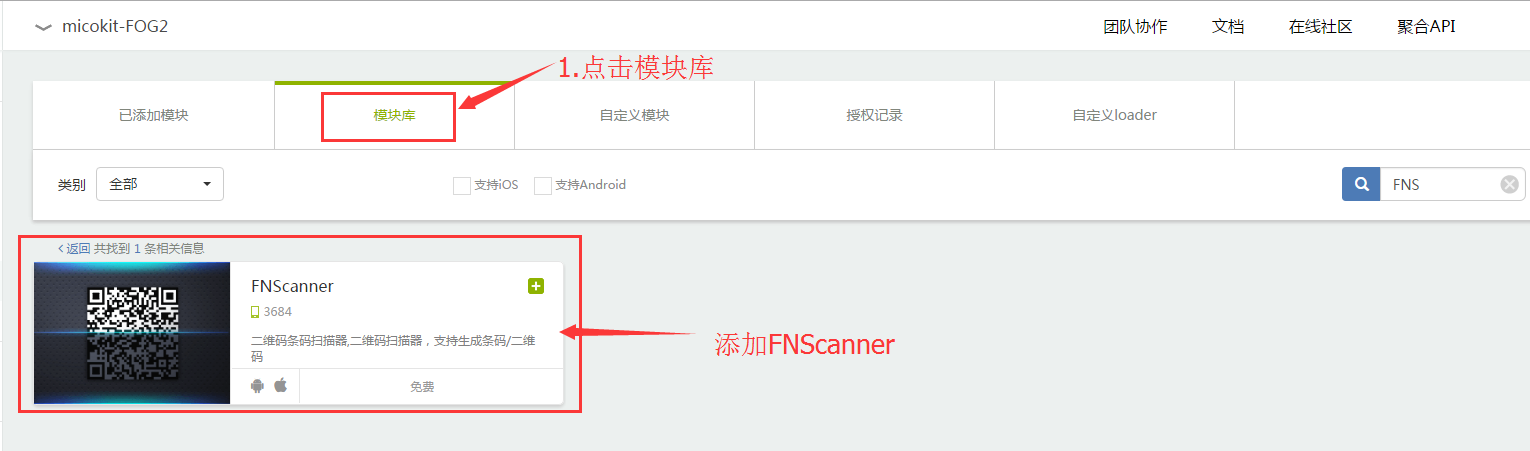 micokit-FOG2
团队协作 文档 在线社区 聚合API
1.点击模块库
已添加模块 模块库 自定义模块 授权记录 自定义loader
类别 全部 支持iOS 支持Android FNS
返回 共找到 1 条相关信息
FNScanner
3684
二维码条码扫描器,二维码扫描器，支持生成条码/二维
码
免费
添加FNScanner